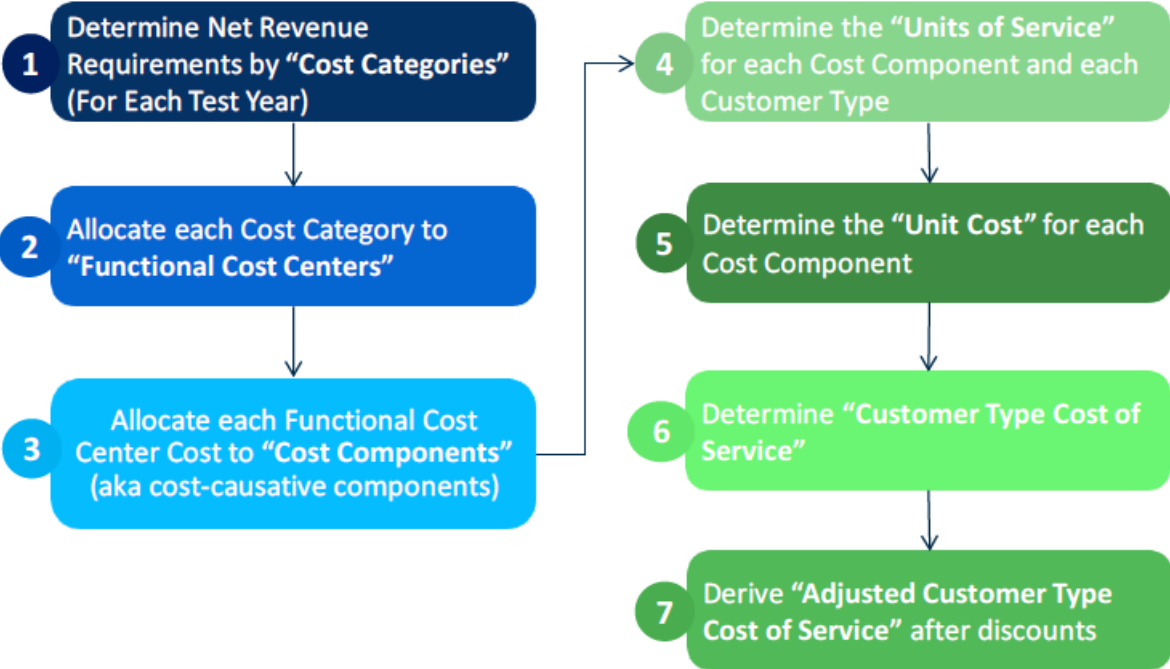 1
Determine Net Revenue
Requirements by “Cost Categories”
(For Each Test Year)
2
Allocate each Cost Category to
“Functional Cost Centers”
3
Allocate each Functional Cost
Center Cost to “Cost Components”
(aka cost-causative components)
4
Determine the “Units of Service”
for each Cost Component and each
Customer Type
5
Determine the “Unit Cost” for each
Cost Component
6
Determine “Customer Type Cost of
Service”
7
Derive “Adjusted Customer Type
Cost of Service” after discounts